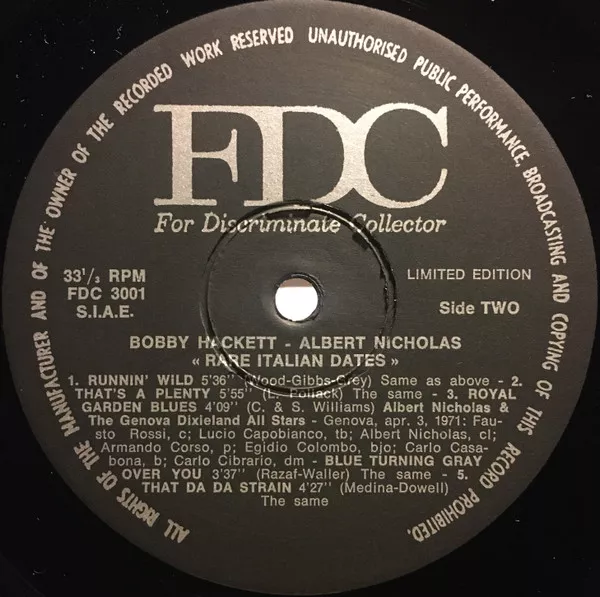 ALL RIGHTS OF THE MANUFACTURER AND OF THE OWNER OF THE RECORDED WORK RESERVED UNAUTHORISED PUBLIC PERFORMANCE, BROADCASTING AND COPYING OF THIS RECORD PROHIBITED.
FDC
For Discriminate Collector
33 1/3 RPM
FDC 3001
S.I.A.E.
LIMITED EDITION
Side TWO
BOBBY HACKETT - ALBERT NICHOLAS
« RARE ITALIAN DATES »
1. RUNNIN' WILD 5'36" (Wood-Gibbs-Grey) Same as above - 2.
THAT'S A PLENTY 5'55" (L. Pollack) The same - 3. ROYAL
GARDEN BLUES 4'09" (C. & S. Williams) Albert Nicholas &
The Genova Dixieland All Stars - Genova, apr. 3, 1971: Fau-
sto Rossi, c; Lucio Capobianco, tb; Albert Nicholas, cl;
Armando Corso, p; Egidio Colombo, bjo; Carlo Casa-
bona, b; Carlo Cibrario, dm - BLUE TURNING GRAY
OVER YOU 3'37" (Razaf-Waller) The same - 5.
THAT DA DA STRAIN 4'27" (Medina-Dowell)
The same